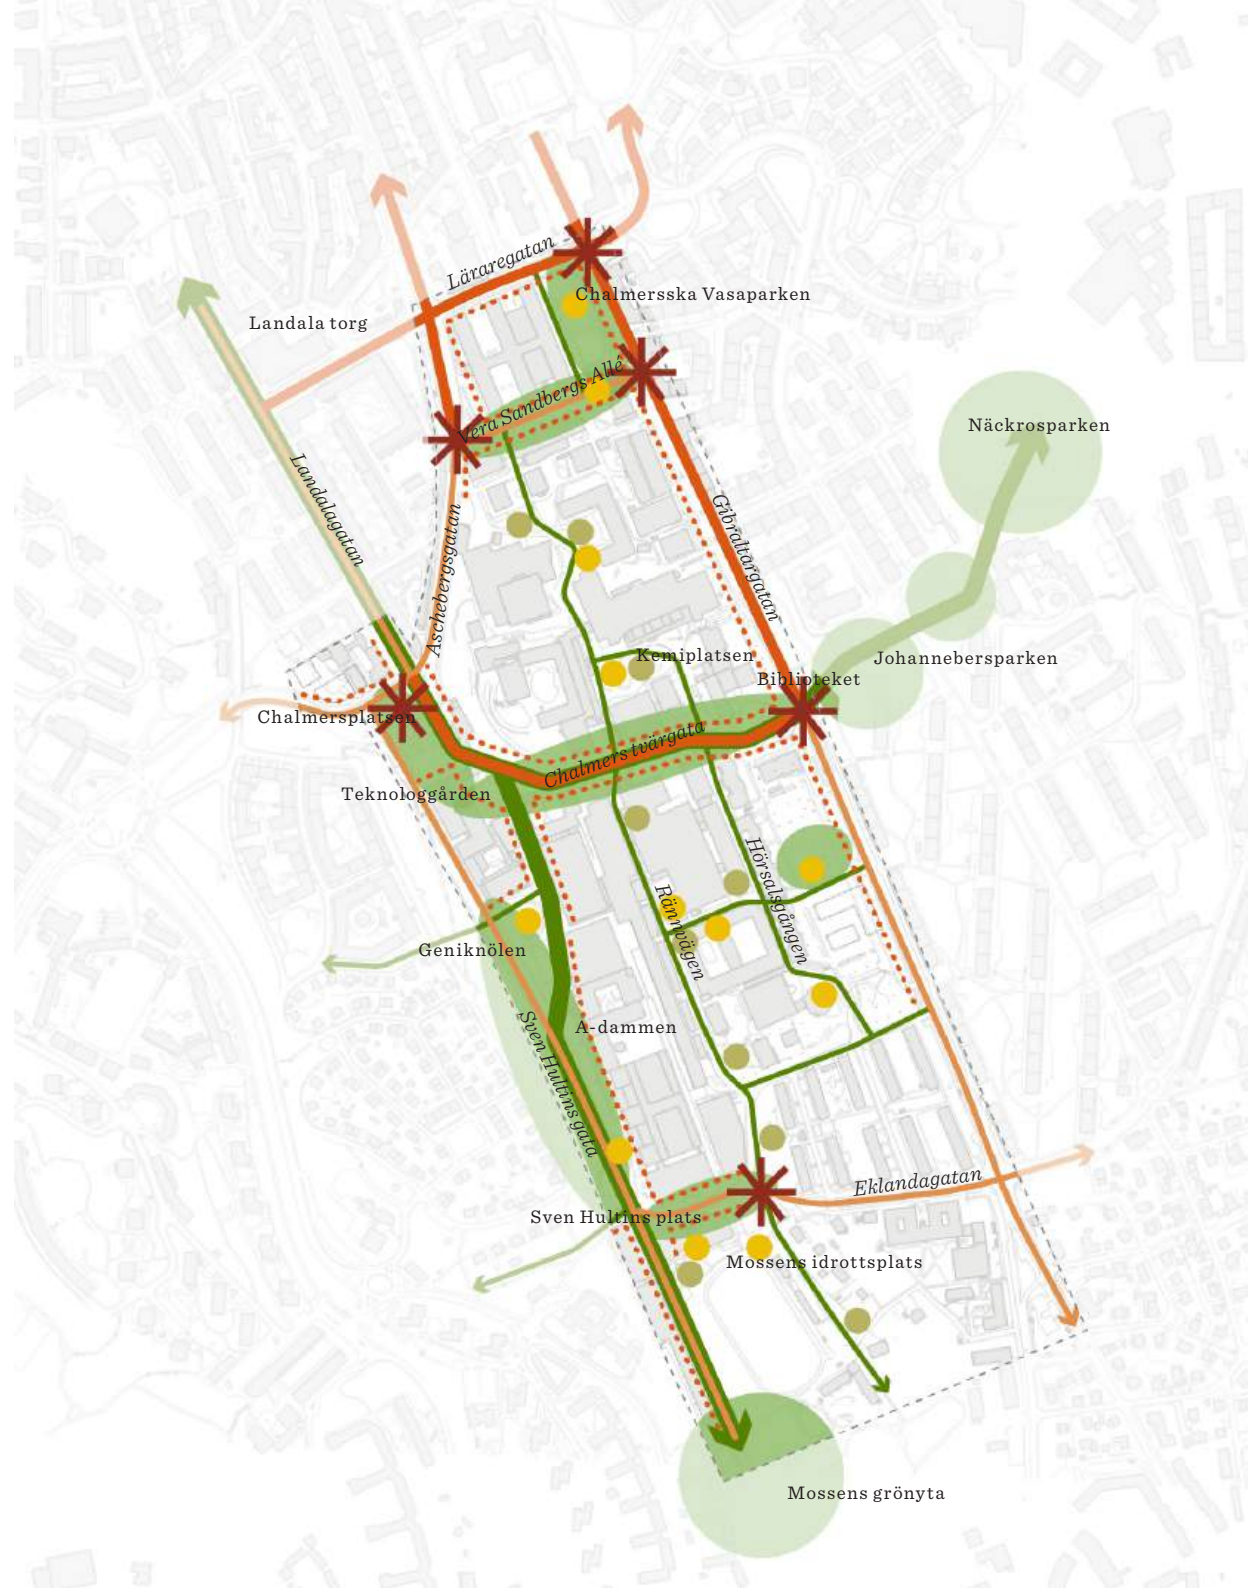 Läraregatan
Chalmersska Vasaparken
Landala torg
Vera Sandbergs Allé
Näckrosparken
Landalagatan
Gibraltargatan
Aschebergsgatan
Kemiplatsen
Johannebersparken
Biblioteket
Chalmersplatsen
Chalmers tvärgata
Teknologgården
Hörsalsgången
Rännvägen
Geniknölen
A-dammen
Sven Hultins gata
Eklandagatan
Sven Hultins plats
Mossens idrottsplats
Mossens grönyta